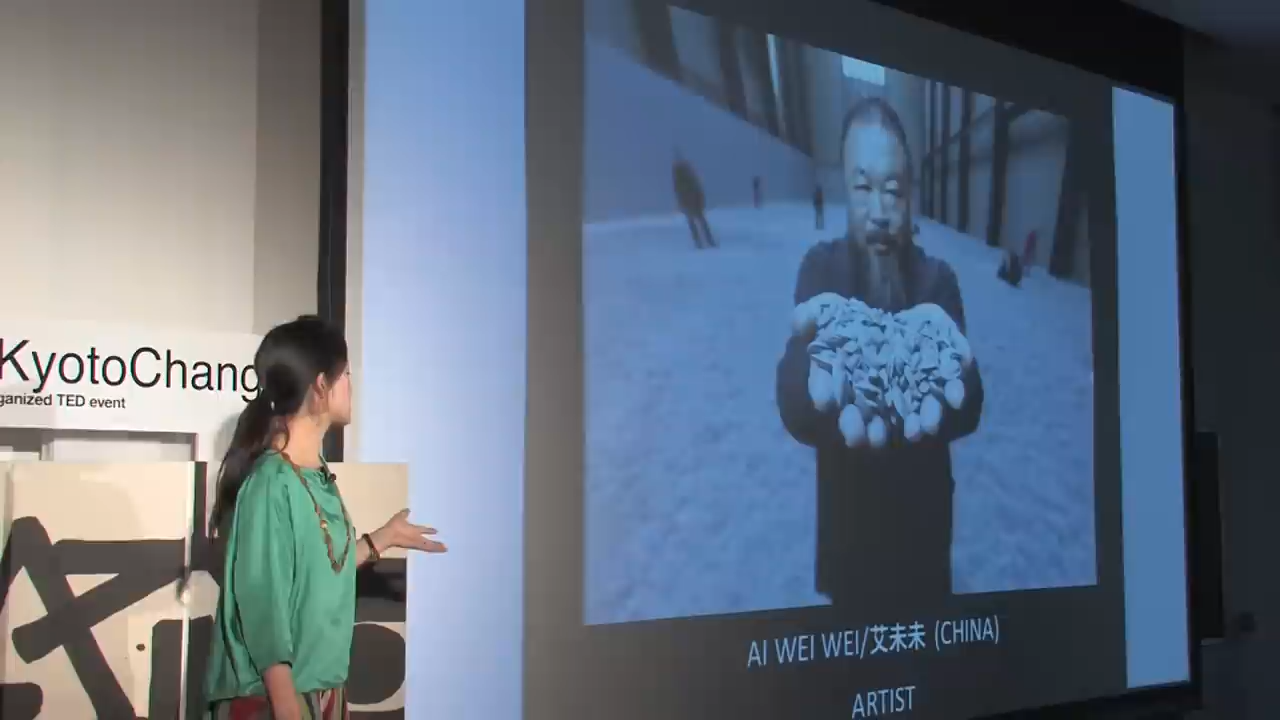 KyotoChang
ganized TED event
AI WEI WEI/艾未未 (CHINA)
ARTIST